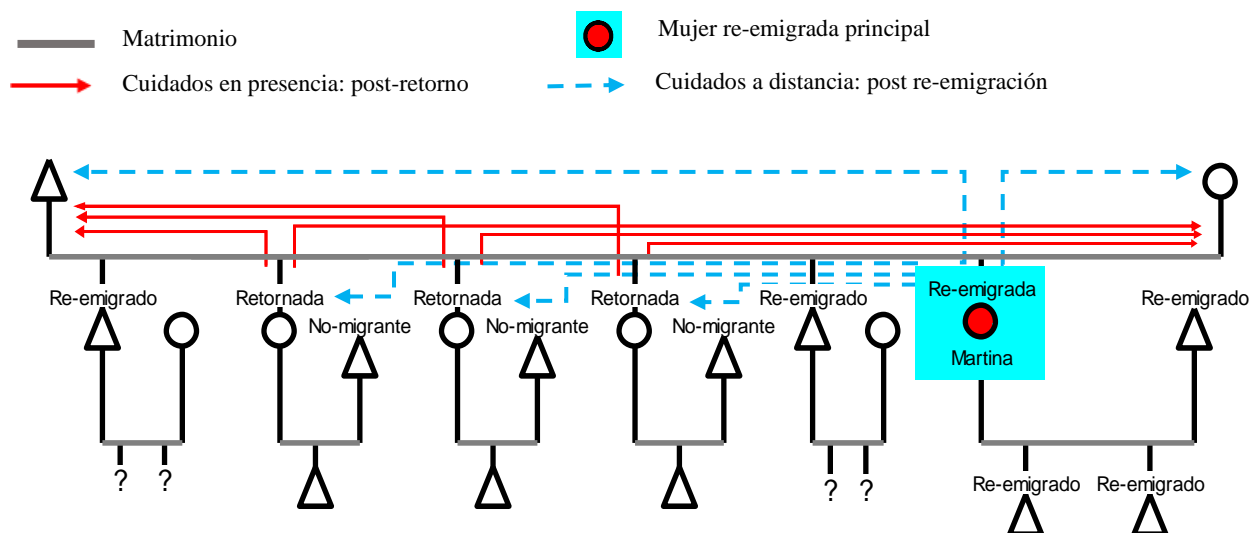 Matrimonio
Mujer re-emigrada principal
Cuidados en presencia: post-retorno
Cuidados a distancia: post re-emigración
Re-emigrado
Retornada
Retornada
Retornada
Re-emigrado
Re-emigrada
Re-emigrado
No-migrante
No-migrante
No-migrante
Martina
? ?
? ?
Re-emigrado
Re-emigrado